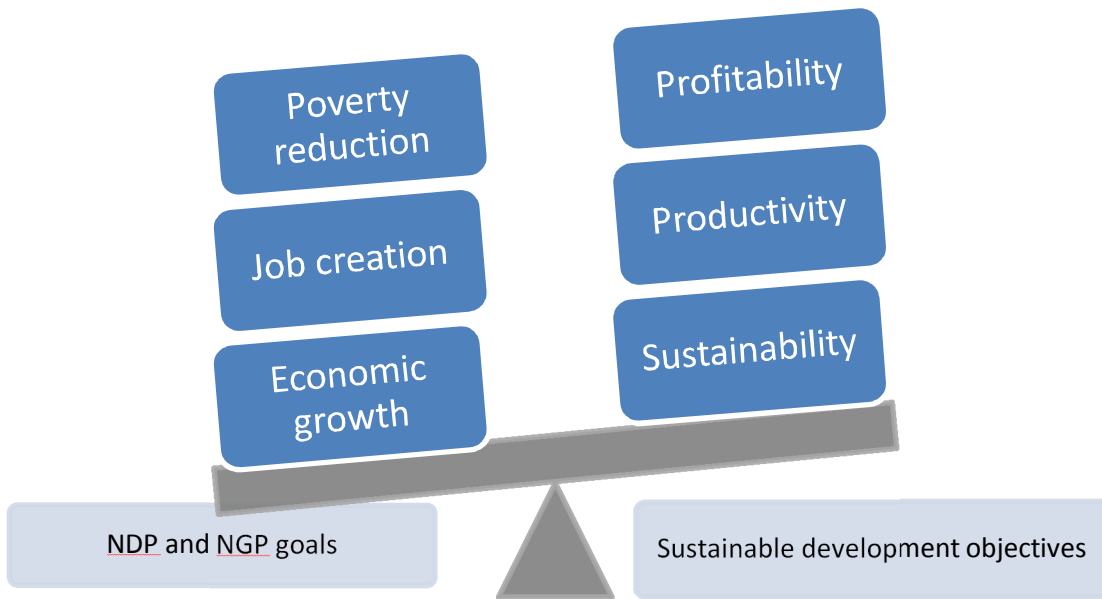 Poverty
reduction
Job creation
Economic
growth
Profitability
Productivity
Sustainability
NDP and NGP goals
Sustainable development objectives